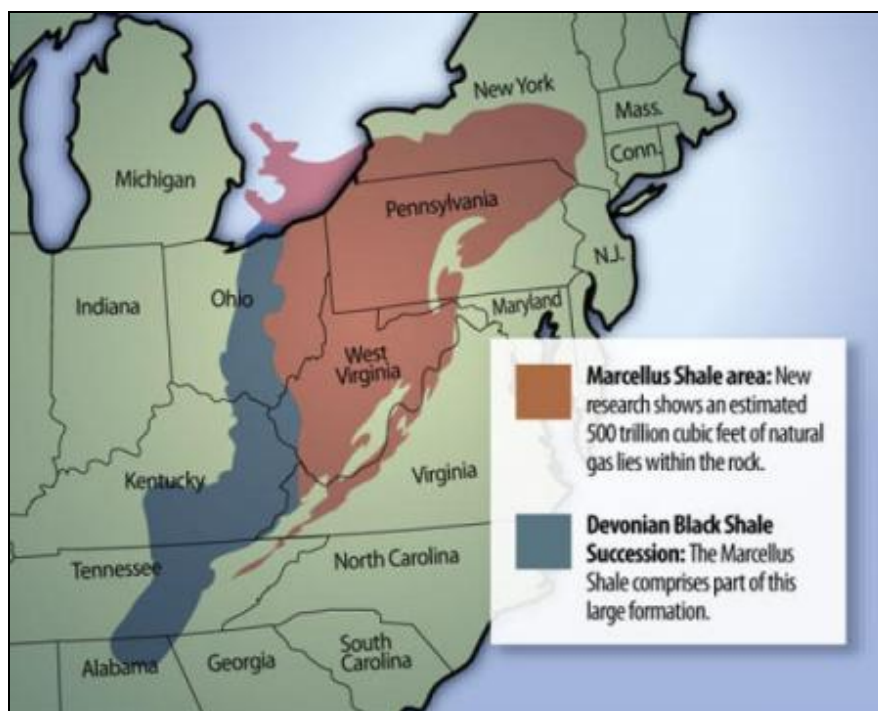 New York
Mass.
Conn.
Michigan
Pennsylvania
N.J.
Ohio
Indiana
Maryland
West
Virginia
Marcellus Shale area: New
research shows an estimated
500 trillion cubic feet of natural
gas lies within the rock.
Virginia
Kentucky
Devonian Black Shale
Succession: The Marcellus
Shale comprises part of this
large formation.
North Carolina
Tennessee
South
Carolina
Alabama
Georgia